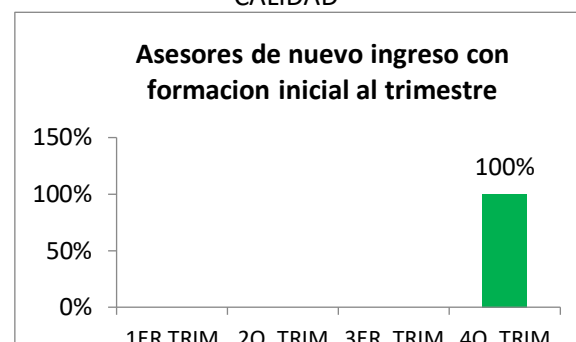 CALIDAD
Asesores de nuevo ingreso con
formacion inicial al trimestre
150%
100%
100%
50%
0%
1ER TRIM 2O. TRIM 3ER. TRIM 4O. TRIM